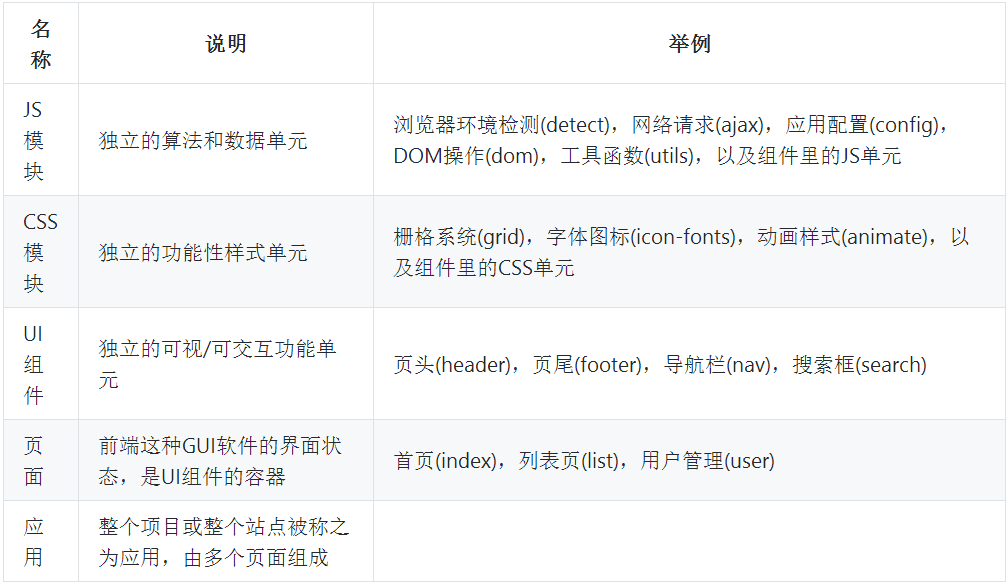 名
称
说明
举例
JS
模
块
独立的算法和数据单元
浏览器环境检测(detect)，网络请求(ajax)，应用配置(config)，
DOM操作(dom)，工具函数(utils)，以及组件里的JS单元
CSS
模
块
独立的功能性样式单元
栅格系统(grid)，字体图标(icon-fonts)，动画样式(animate)，以
及组件里的CSS单元
UI
组
件
独立的可视/可交互功能单
元
页头(header)，页尾(footer)，导航栏(nav)，搜索框(search)
页
面
前端这种GUI软件的界面状
态，是UI组件的容器
首页(index)，列表页(list)，用户管理(user)
应
用
整个项目或整个站点被称之
为应用，由多个页面组成